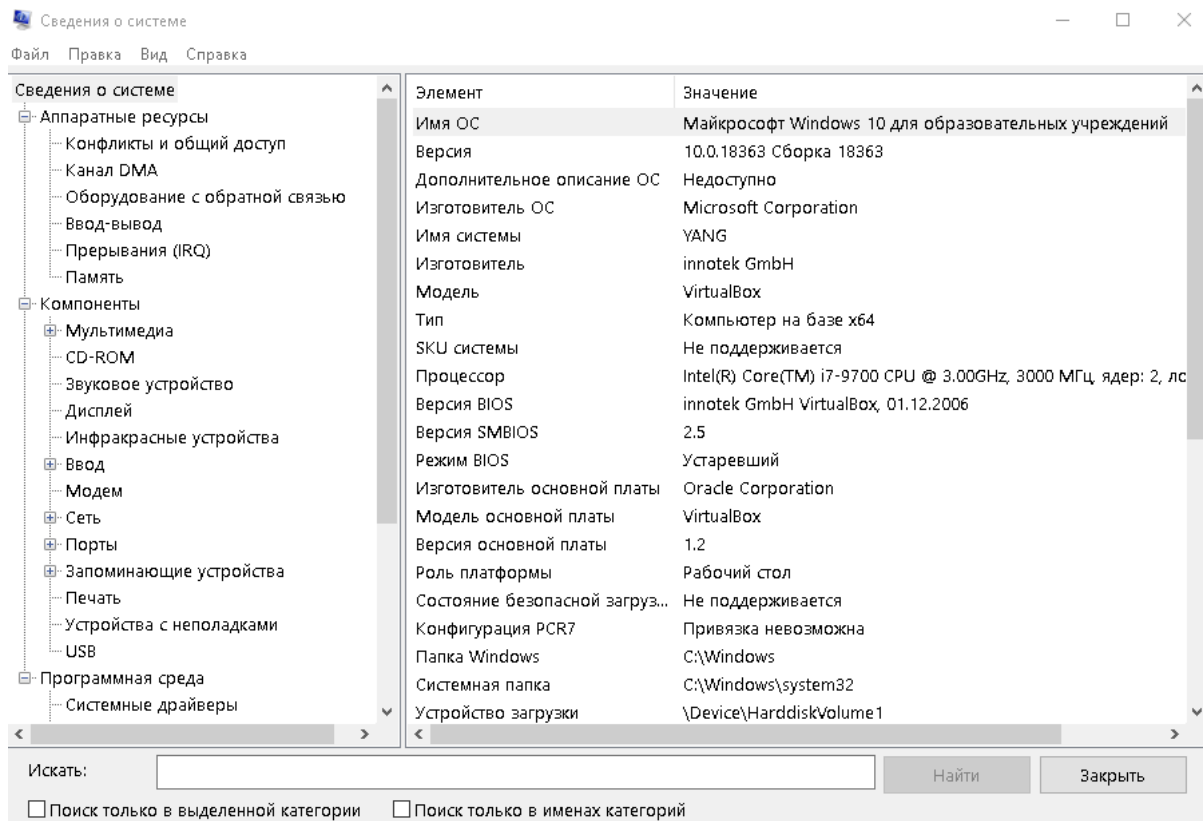 Сведения о системе
Файл Правка Вид Справка
Сведения о системе
Аппаратные ресурсы
Конфликты и общий доступ
Канал DMA
Оборудование с обратной связью
Ввод-вывод
Прерывания (IRQ)
Память
Компоненты
Мультимедиа
CD-ROM
Звуковое устройство
Дисплей
Инфракрасные устройства
Ввод
Модем
Сеть
Порты
Запоминающие устройства
Печать
Устройства с неполадками
USB
Программная среда
Системные драйверы
Элемент Значение
Имя ОС Майкрософт Windows 10 для образовательных учреждений
Версия 10.0.18363 Сборка 18363
Дополнительное описание ОС Недоступно
Изготовитель ОС Microsoft Corporation
Имя системы YANG
Изготовитель innotek GmbH
Модель VirtualBox
Тип Компьютер на базе x64
SKU системы Не поддерживается
Процессор Intel(R) Core(TM) i7-9700 CPU @ 3.00GHz, 3000 МГц, ядер: 2, ло
Версия BIOS innotek GmbH VirtualBox, 01.12.2006
Версия SMBIOS 2.5
Режим BIOS Устаревший
Изготовитель основной платы Oracle Corporation
Модель основной платы VirtualBox
Версия основной платы 1.2
Роль платформы Рабочий стол
Состояние безопасной загруз... Не поддерживается
Конфигурация PCR7 Привязка невозможна
Папка Windows C:\Windows
Системная папка C:\Windows\system32
Устройство загрузки \Device\HarddiskVolume1
Искать: Найти Закрыть
Поиск только в выделенной категории Поиск только в именах категорий